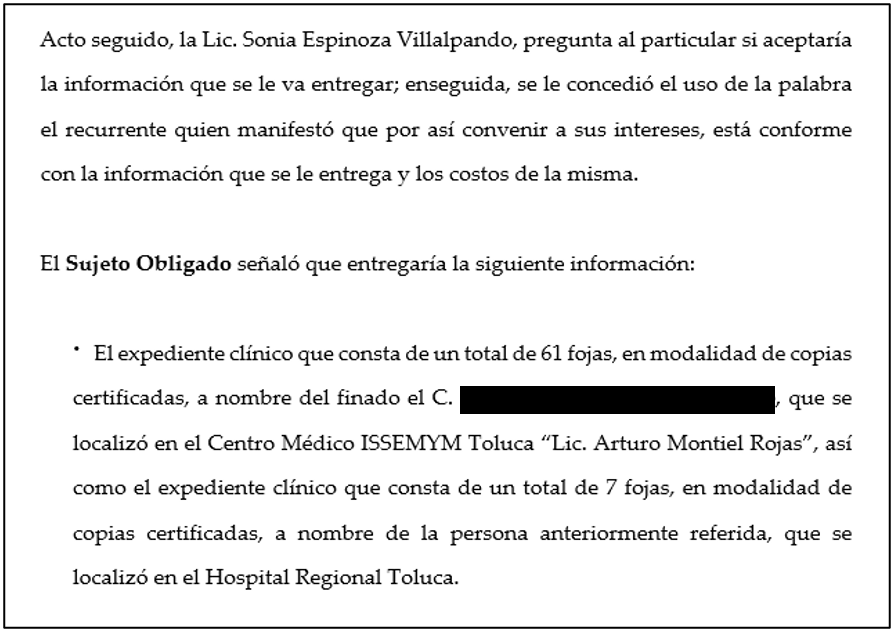 Acto seguido, la Lic. Sonia Espinoza Villalpando, pregunta al particular si aceptaría
la información que se le va entregar; enseguida, se le concedió el uso de la palabra
el recurrente quien manifestó que por así convenir a sus intereses, está conforme
con la información que se le entrega y los costos de la misma.
El Sujeto Obligado señaló que entregaría la siguiente información:
· El expediente clínico que consta de un total de 61 fojas, en modalidad de copias
certificadas, a nombre del finado el C. , que se
localizó en el Centro Médico ISSEMYM Toluca “Lic. Arturo Montiel Rojas”, así
como el expediente clínico que consta de un total de 7 fojas, en modalidad de
copias certificadas, a nombre de la persona anteriormente referida, que se
localizó en el Hospital Regional Toluca.